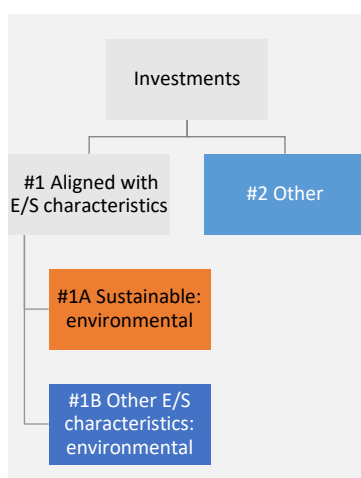 Investments
#1 Aligned with
E/S characteristics
#2 Other
#1A Sustainable:
environmental
#1B Other E/S
characteristics:
environmental